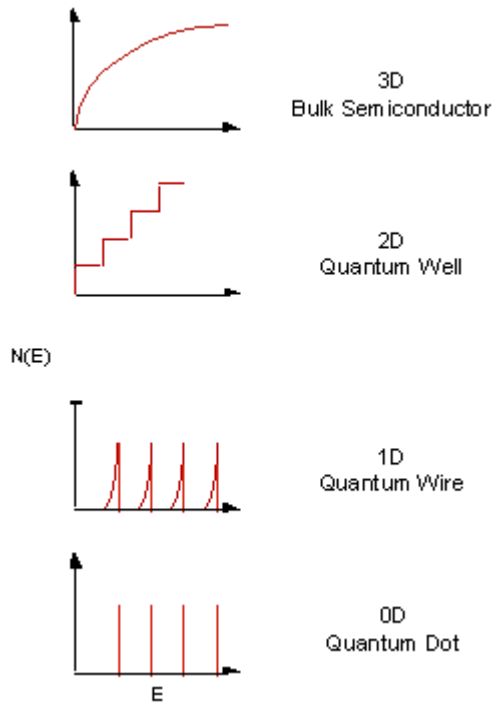 3D
Bulk Semiconductor
2D
Quantum Well
N(E)
1D
Quantum Wire
0D
Quantum Dot
E